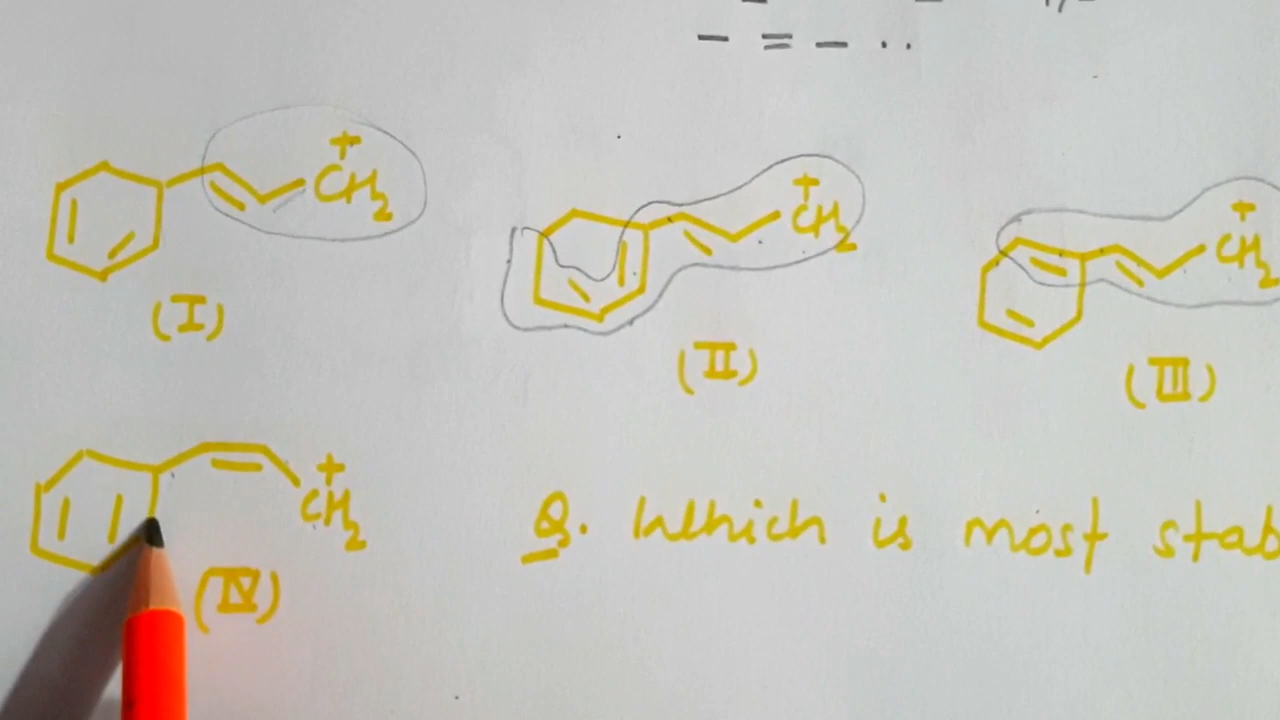 – = – ..
+
CH2
+
CH2
+
CH2
(I)
(II)
(III)
+
CH2
(IV)
Q. Which is most stab